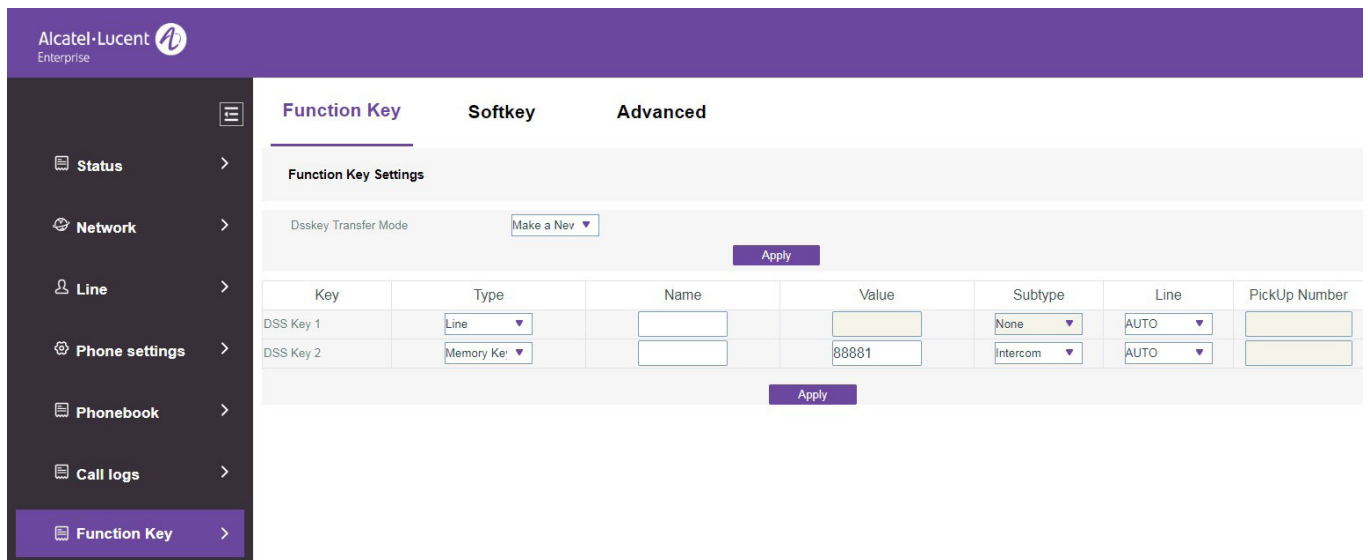 Alcatel·Lucent
Enterprise
Function Key Softkey Advanced
Status
Function Key Settings
Network
Dsskey Transfer Mode Make a Nev
Apply
Line
Key Type Name Value Subtype Line PickUp Number
DSS Key 1 Line None AUTO
Phone settings
DSS Key 2 Memory Key 88881 Intercom AUTO
Apply
Phonebook
Call logs
Function Key